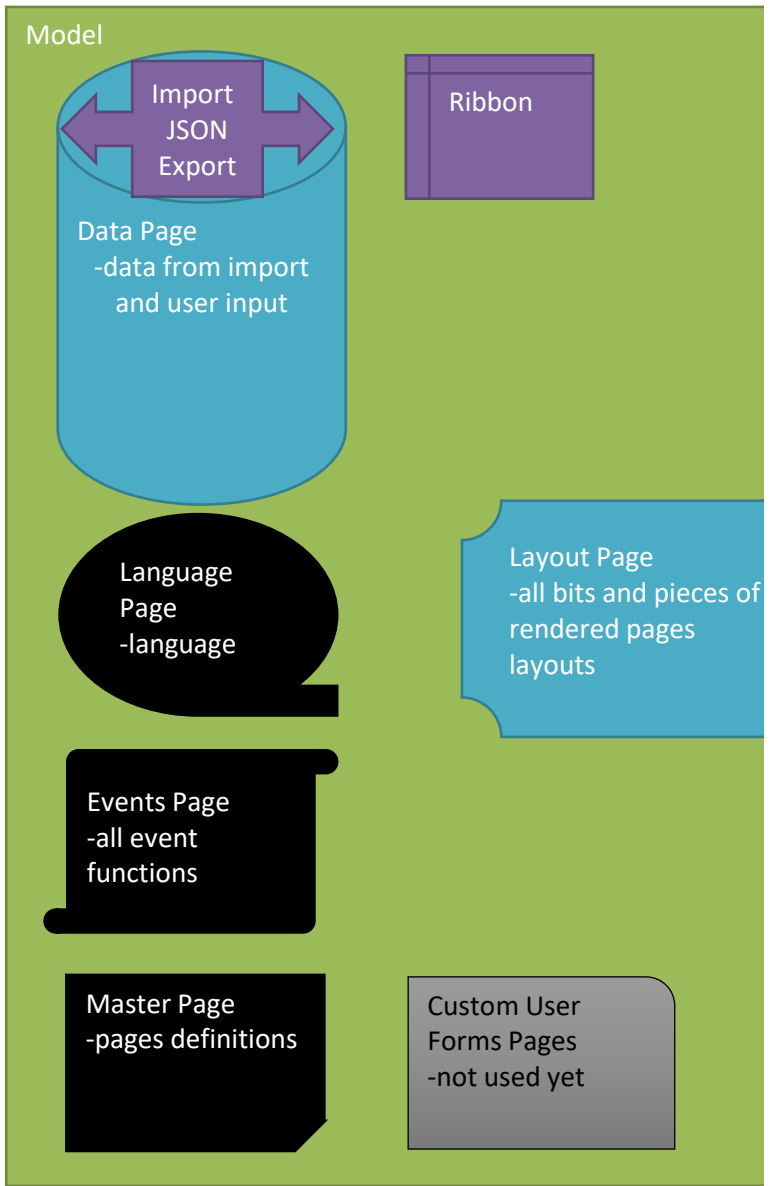 Model
Import
JSON
Export
Ribbon
Data Page
-data from import
and user input
Language
Page
-language
Layout Page
-all bits and pieces of
rendered pages
layouts
Events Page
-all event
functions
Master Page
-pages definitions
Custom User
Forms Pages
-not used yet